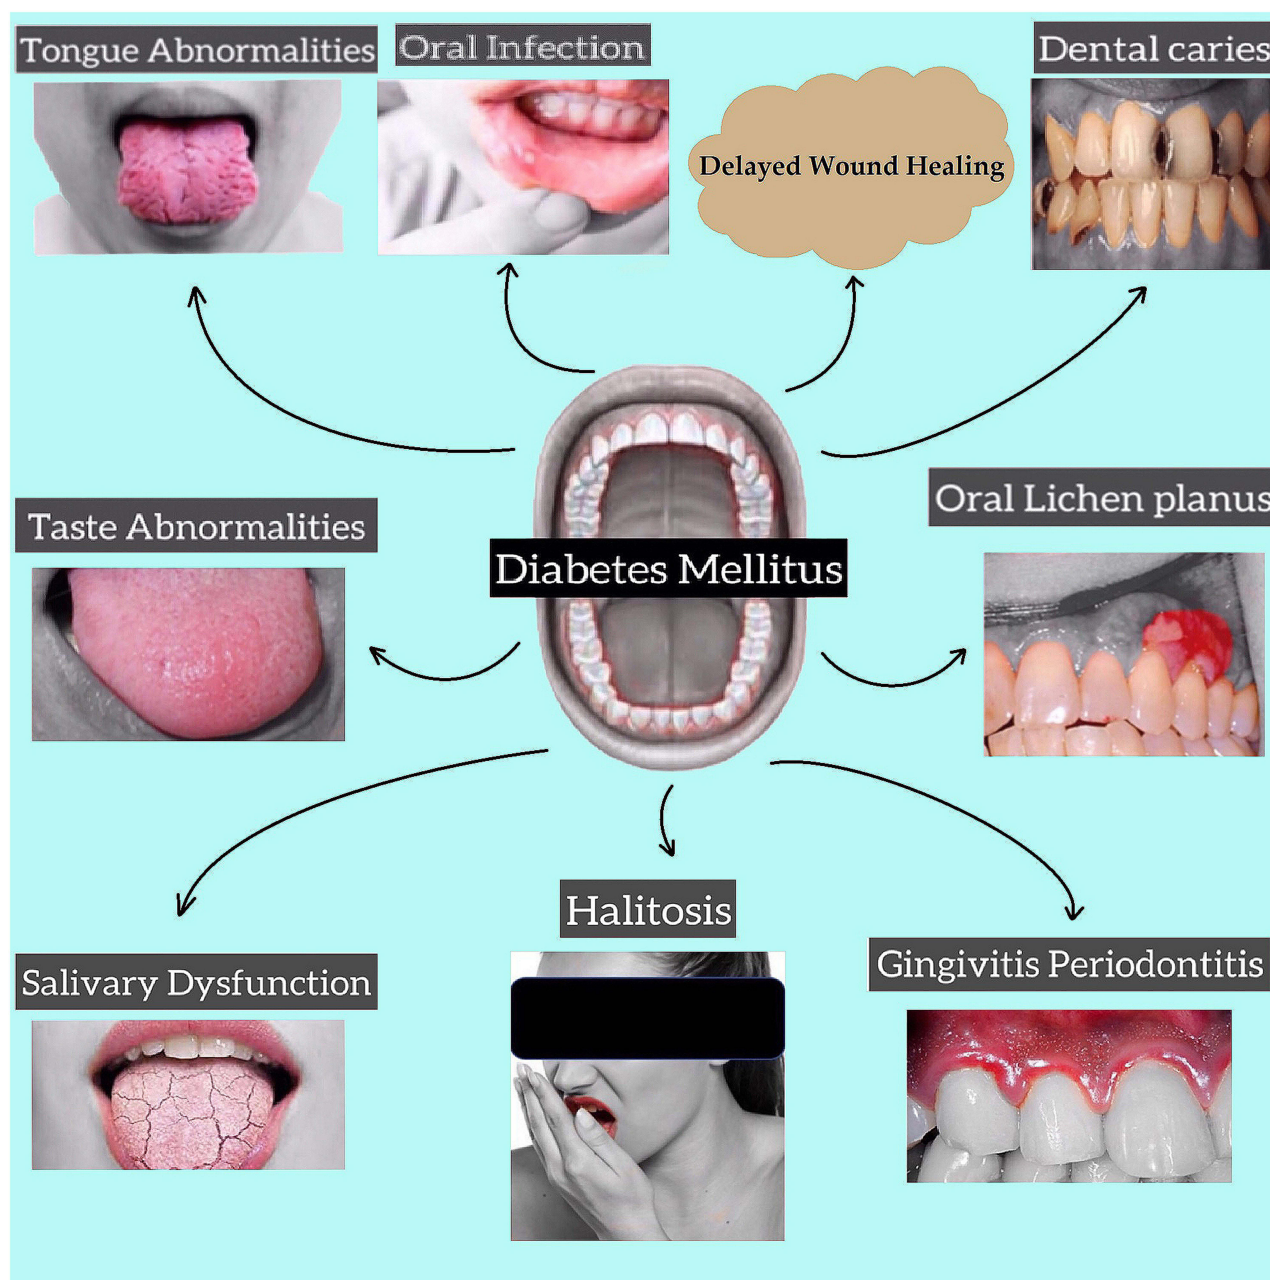 Tongue Abnormalities
Oral Infection
Delayed Wound Healing
Dental caries
Taste Abnormalities
Diabetes Mellitus
Oral Lichen planus
Salivary Dysfunction
Halitosis
Gingivitis Periodontitis